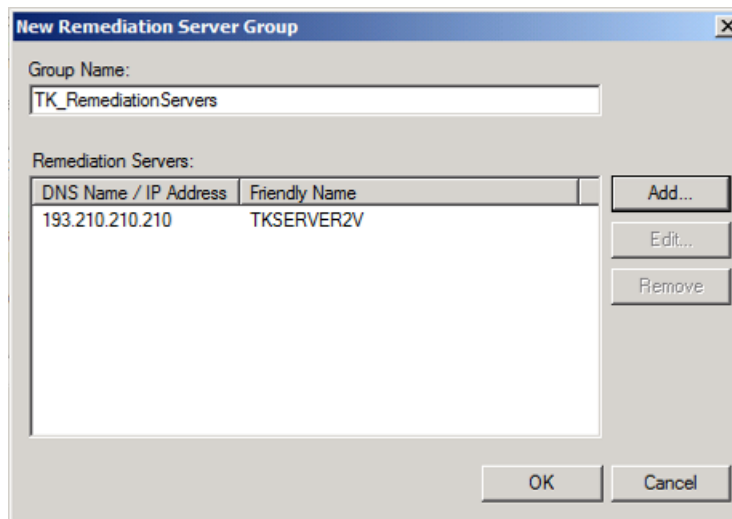 New Remediation Server Group
Group Name:
TK_RemediationServers
Remediation Servers:
DNS Name / IP Address Friendly Name
193.210.210.210 TKSERVER2V
Add...
Edit...
Remove
OK Cancel